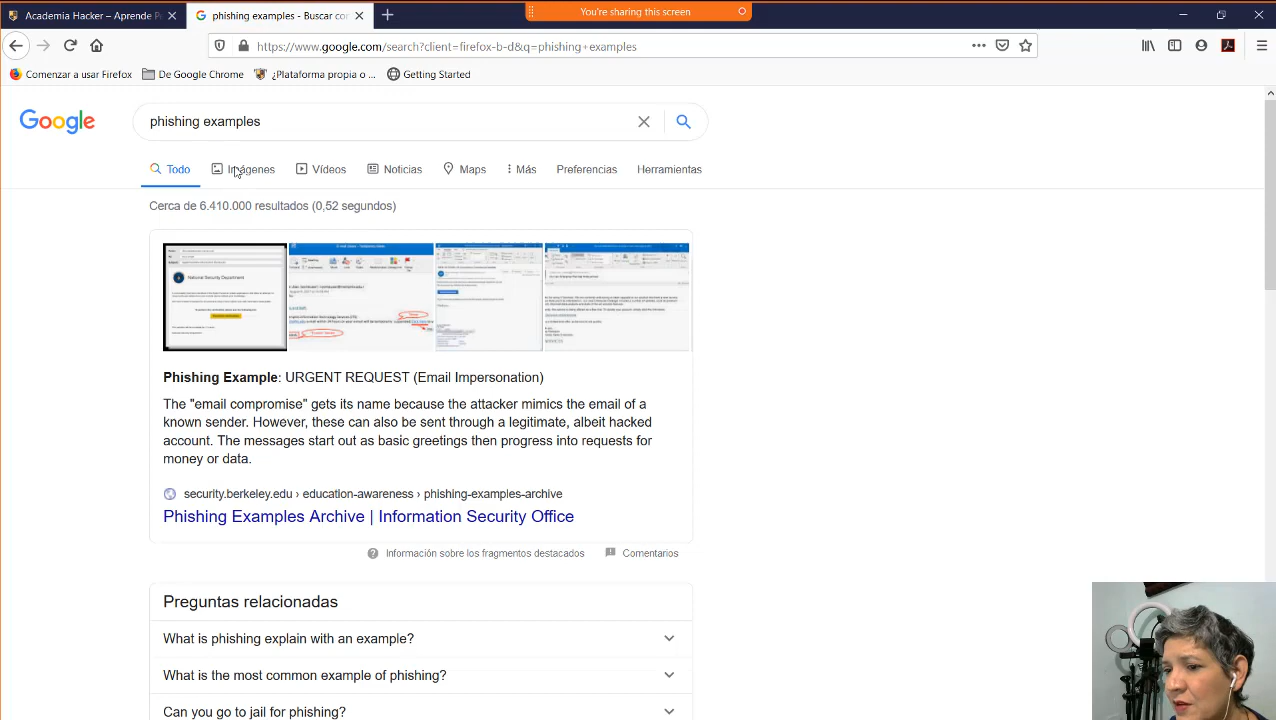 Academia Hacker – Aprende P
phishing examples - Buscar con
You're sharing this screen
https://www.google.com/search?client=firefox-b-d&q=phishing+examples
Comenzar a usar Firefox
De Google Chrome
¿Plataforma propia o ...
Getting Started
Google
phishing examples
Todo
Imágenes
Vídeos
Noticias
Maps
Más
Preferencias
Herramientas
Cerca de 6.410.000 resultados (0,52 segundos)
National Security Department
Phishing Example: URGENT REQUEST (Email Impersonation)
The "email compromise" gets its name because the attacker mimics the email of a
known sender. However, these can also be sent through a legitimate, albeit hacked
account. The messages start out as basic greetings then progress into requests for
money or data.
security.berkeley.edu › education-awareness › phishing-examples-archive
Phishing Examples Archive | Information Security Office
Información sobre los fragmentos destacados
Comentarios
Preguntas relacionadas
What is phishing explain with an example?
What is the most common example of phishing?
Can you go to jail for phishing?